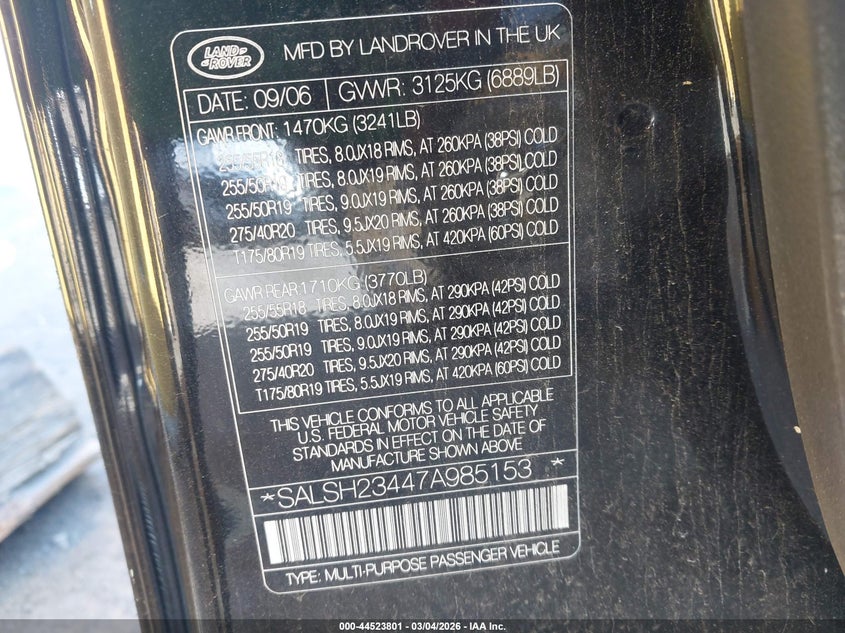 LAND ROVER
MFD BY LANDROVER IN THE UK
DATE: 09/06 GVWR: 3125KG (6889LB)
GAWR FRONT: 1470KG (3241LB)
255/55R18 TIRES, 8.0JX18 RIMS, AT 260KPA (38PSI) COLD
255/50R19 TIRES, 8.0JX19 RIMS, AT 260KPA (38PSI) COLD
255/50R19 TIRES, 9.0JX19 RIMS, AT 260KPA (38PSI) COLD
275/40R20 TIRES, 9.5JX20 RIMS, AT 260KPA (38PSI) COLD
T175/80R19 TIRES, 5.5JX19 RIMS, AT 420KPA (60PSI) COLD
GAWR REAR: 1710KG (3770LB)
255/55R18 TIRES, 8.0JX18 RIMS, AT 290KPA (42PSI) COLD
255/50R19 TIRES, 8.0JX19 RIMS, AT 290KPA (42PSI) COLD
255/50R19 TIRES, 9.0JX19 RIMS, AT 290KPA (42PSI) COLD
275/40R20 TIRES, 9.5JX20 RIMS, AT 290KPA (42PSI) COLD
T175/80R19 TIRES, 5.5JX19 RIMS, AT 420KPA (60PSI) COLD
THIS VEHICLE CONFORMS TO ALL APPLICABLE
U.S. FEDERAL MOTOR VEHICLE SAFETY
STANDARDS IN EFFECT ON THE DATE OF
MANUFACTURE SHOWN ABOVE
*SALSH23447A985153*
TYPE: MULTI-PURPOSE PASSENGER VEHICLE
000-44523801 - 03/04/2026 - IAA Inc.